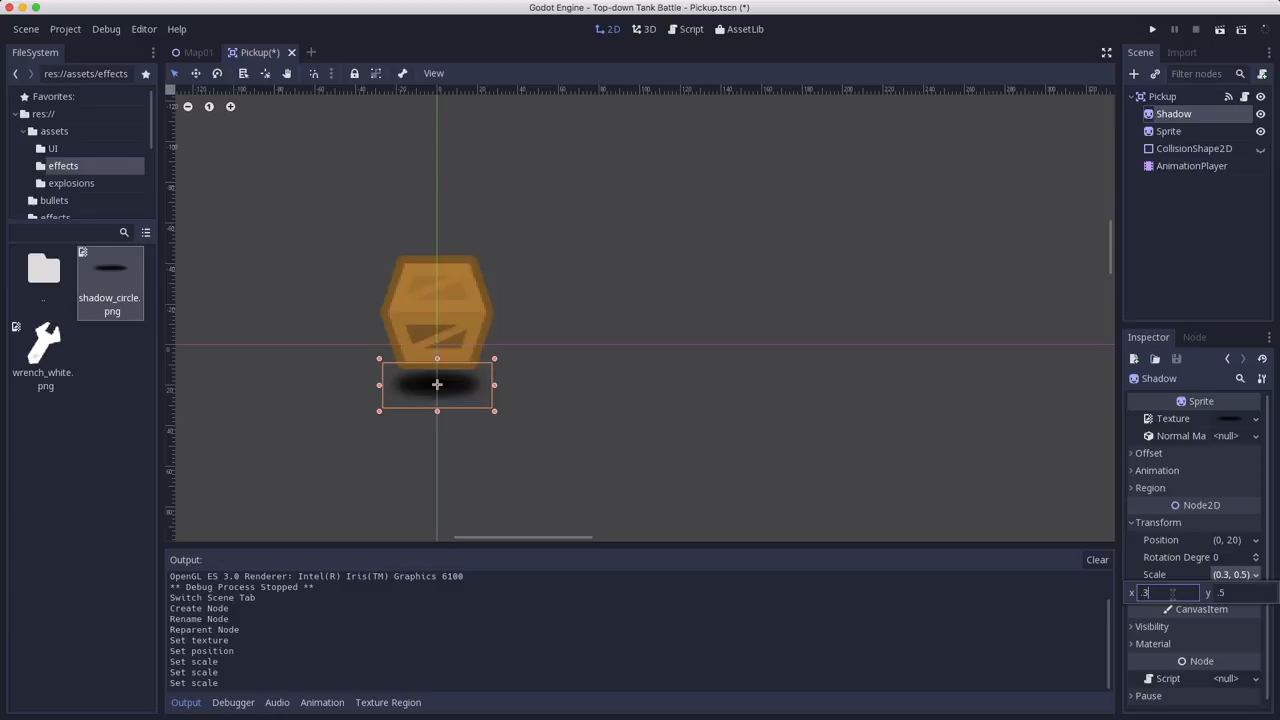 Godot Engine - Top-down Tank Battle - Pickup.tscn (*)
Scene Project Debug Editor Help
2D 3D Script AssetLib
FileSystem
Map01 Pickup(*)
Scene Import
res://assets/effects
View
Filter nodes
Favorites:
res://
assets
UI
effects
explosions
bullets
effects
Pickup
Shadow
Sprite
CollisionShape2D
AnimationPlayer
..
shadow_circle.
png
wrench_white.
png
Inspector Node
Shadow
Sprite
Texture
Normal Ma <null>
Offset
Animation
Region
Node2D
Transform
Position (0, 20)
Rotation Degre 0
Scale (0.3, 0.5)
x .3 y .5
CanvasItem
Visibility
Material
Node
Script <null>
Pause
Output: Clear
OpenGL ES 3.0 Renderer: Intel(R) Iris(TM) Graphics 6100
** Debug Process Stopped **
Switch Scene Tab
Create Node
Rename Node
Reparent Node
Set texture
Set position
Set scale
Set scale
Set scale
Output Debugger Audio Animation Texture Region